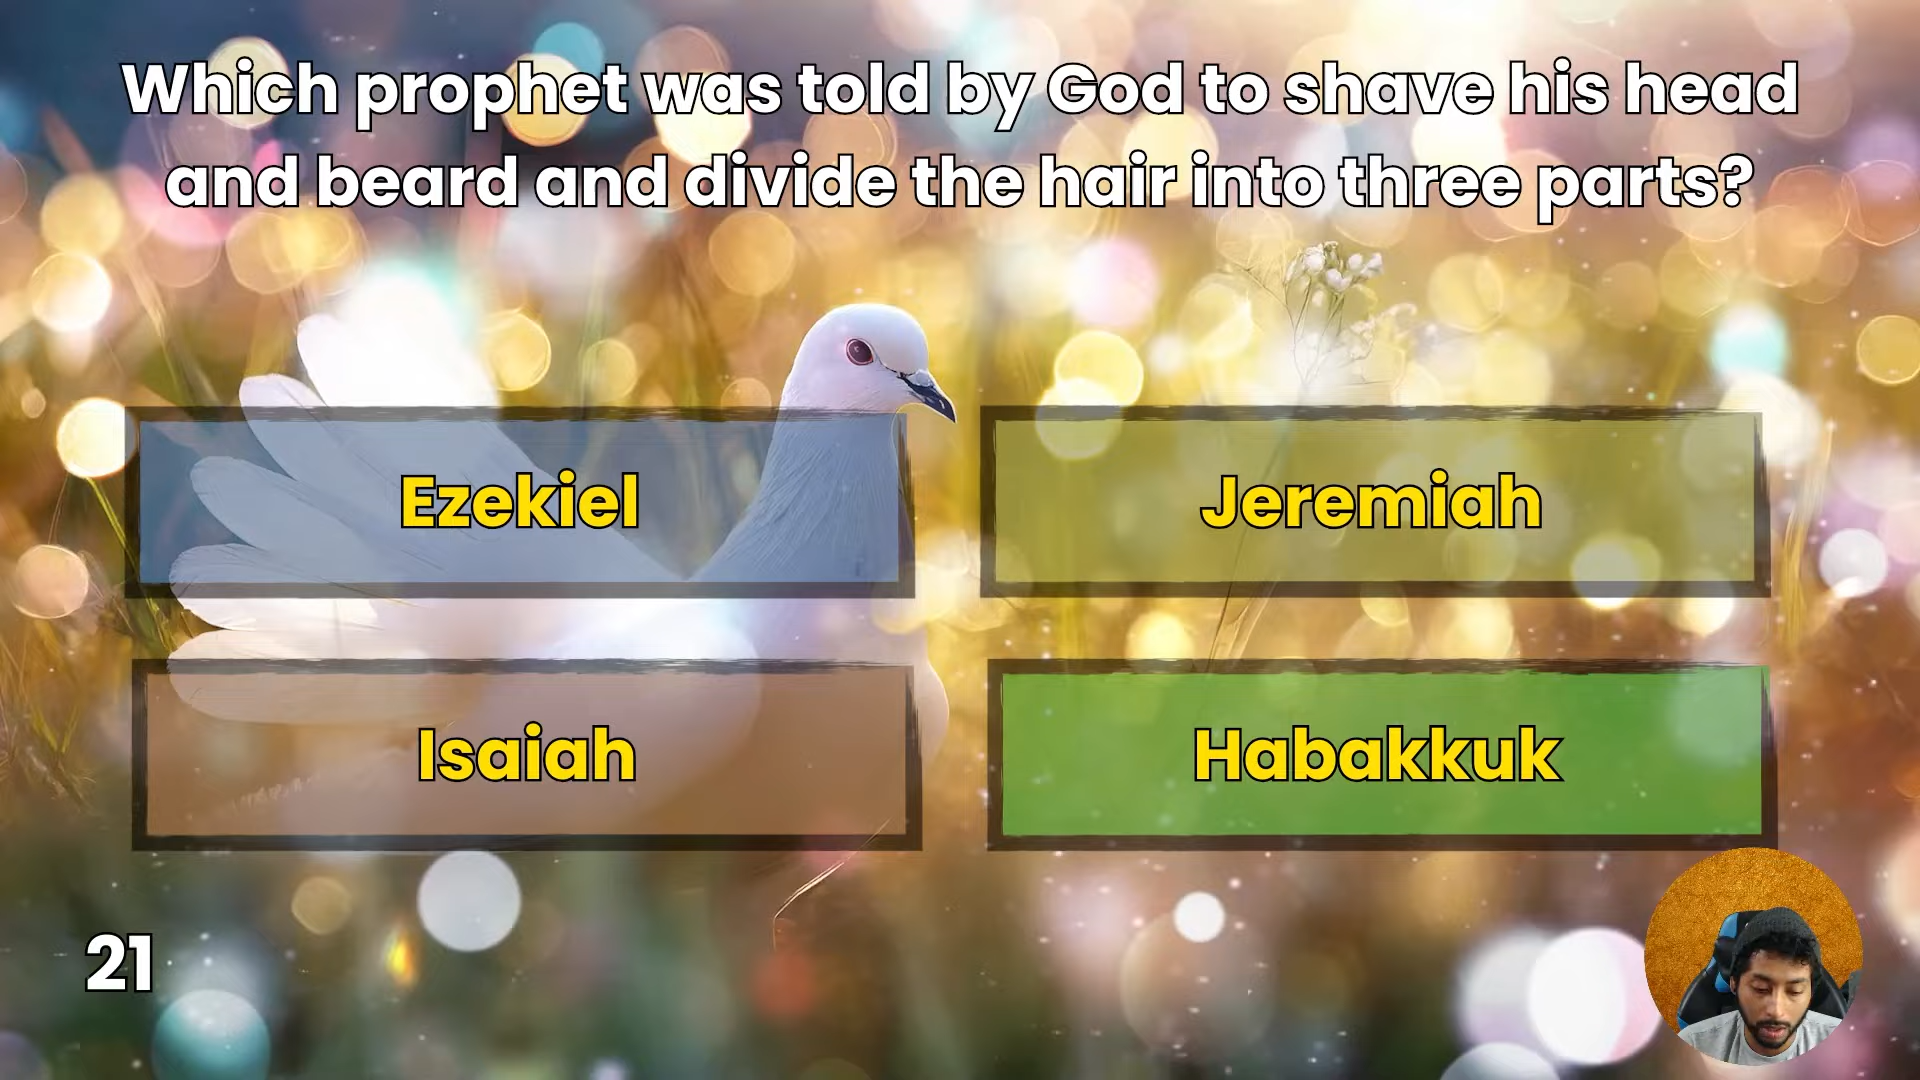 Which prophet was told by God to shave his head
and beard and divide the hair into three parts?
Ezekiel
Jeremiah
Isaiah
Habakkuk
21